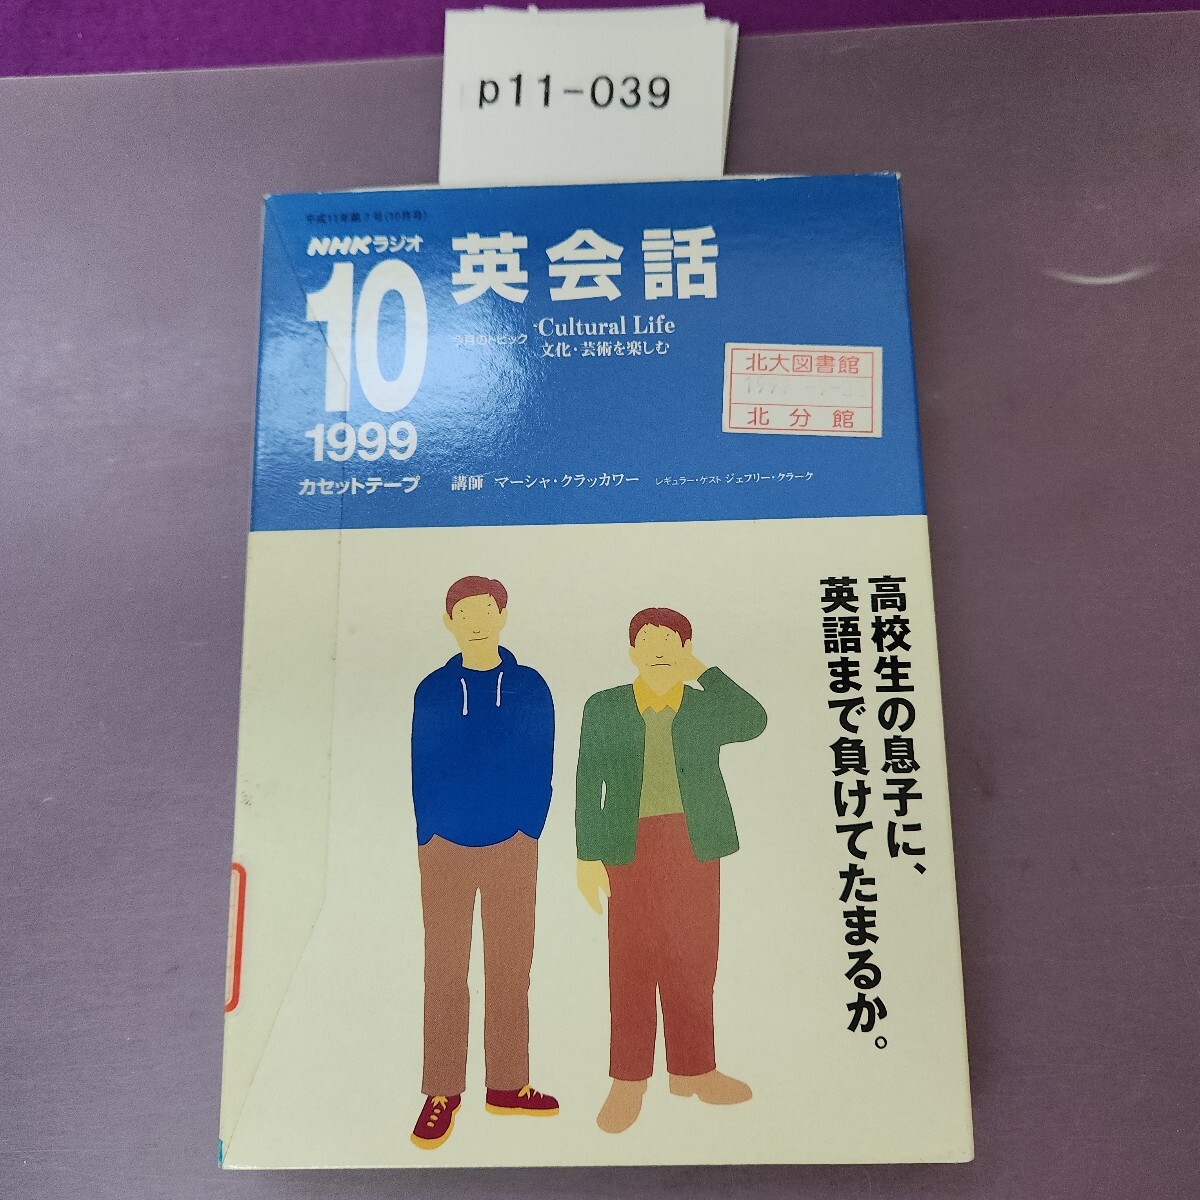 p11-039
平成11年第7号(10月号)
NHKラジオ
英会話
10
今月のトピック
Cultural Life
文化・芸術を楽しむ
1999
カセットテープ
講師 マーシャ・クラッカワー
レギュラー・ゲスト ジェフリー・クラーク
北大図書館
北分館
高校生の息子に、
英語まで負けてたまるか。